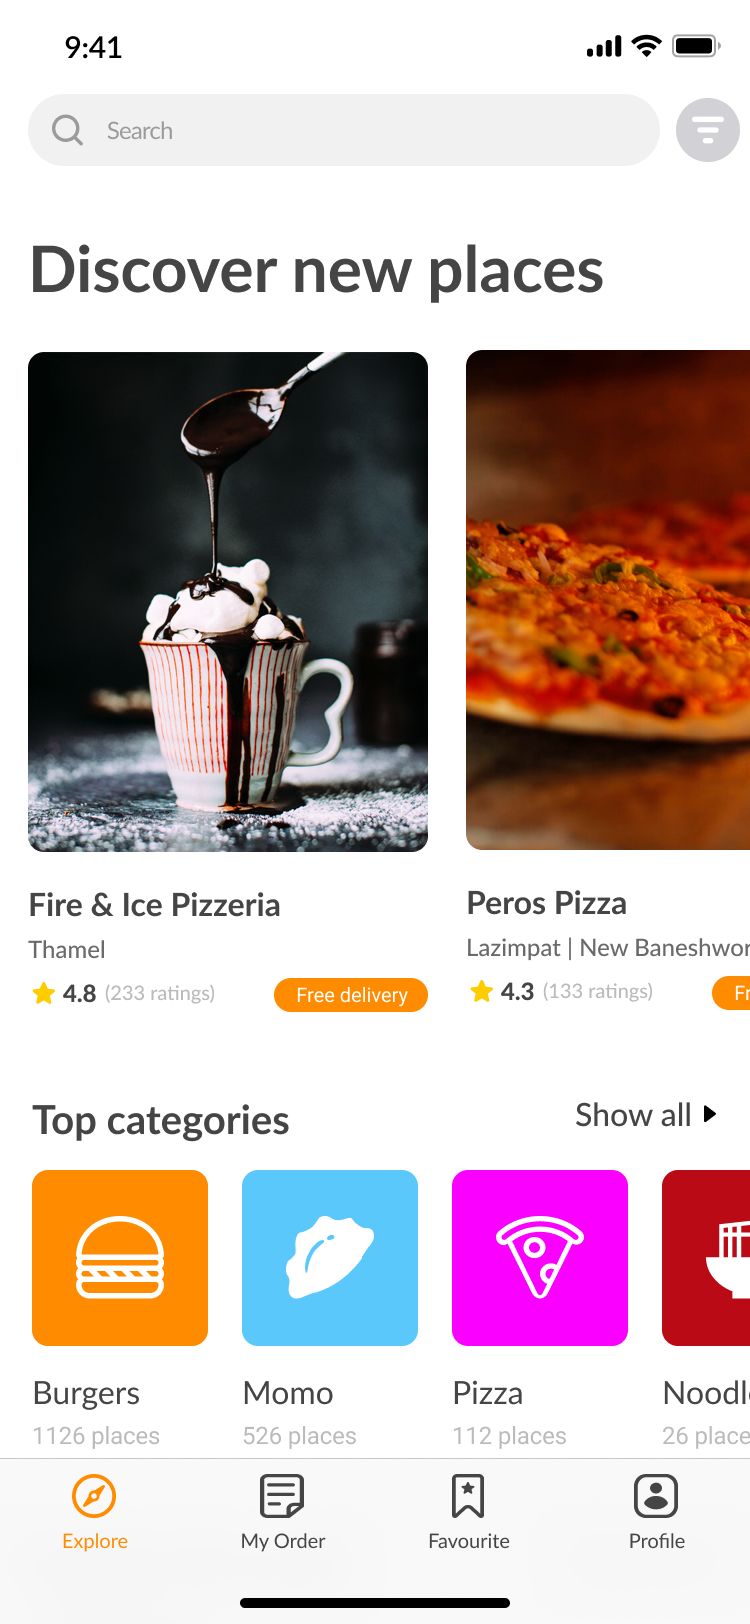 9:41
Search
Discover new places
Fire & Ice Pizzeria
Thamel
4.8 (233 ratings) Free delivery
Peros Pizza
Lazimpat | New Baneshwor
4.3 (133 ratings) Fr
Top categories Show all
Burgers Momo Pizza Noodl
1126 places 526 places 112 places 26 place
Explore My Order Favourite Profile